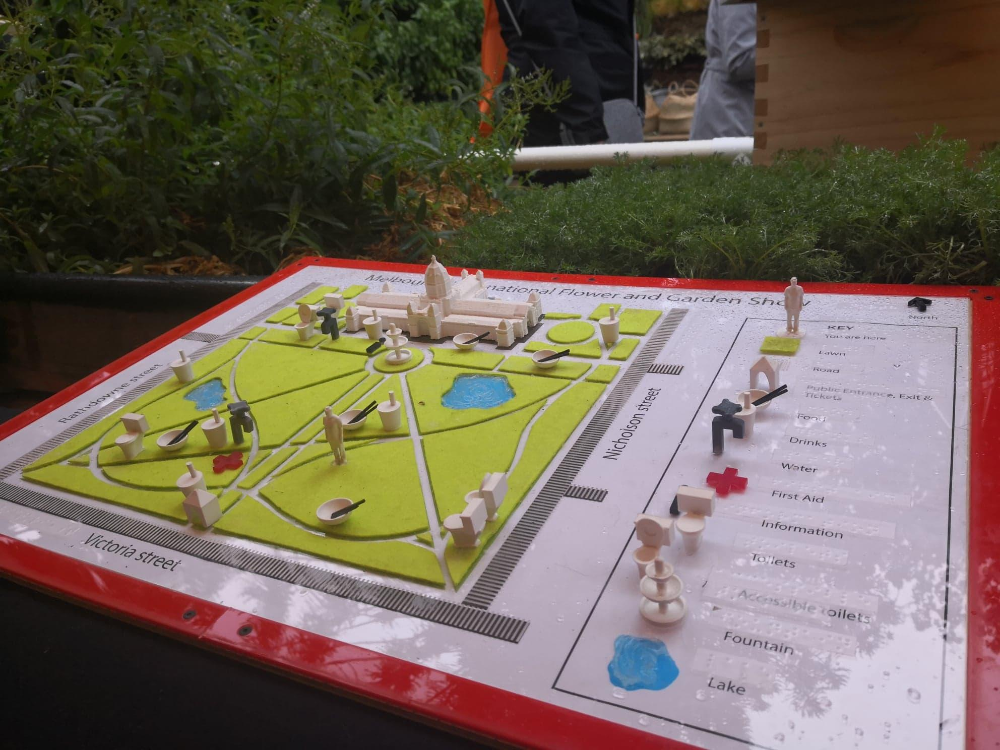 Melbou national Flower and Garden Show
North
KEY
You are here
Lawn
Road
Public Entrance, Exit &
Tickets
Food
Drinks
Water
First Aid
Information
Toilets
Accessible toilets
Fountain
Lake
Rathdowne street
Nicholson street
Victoria street